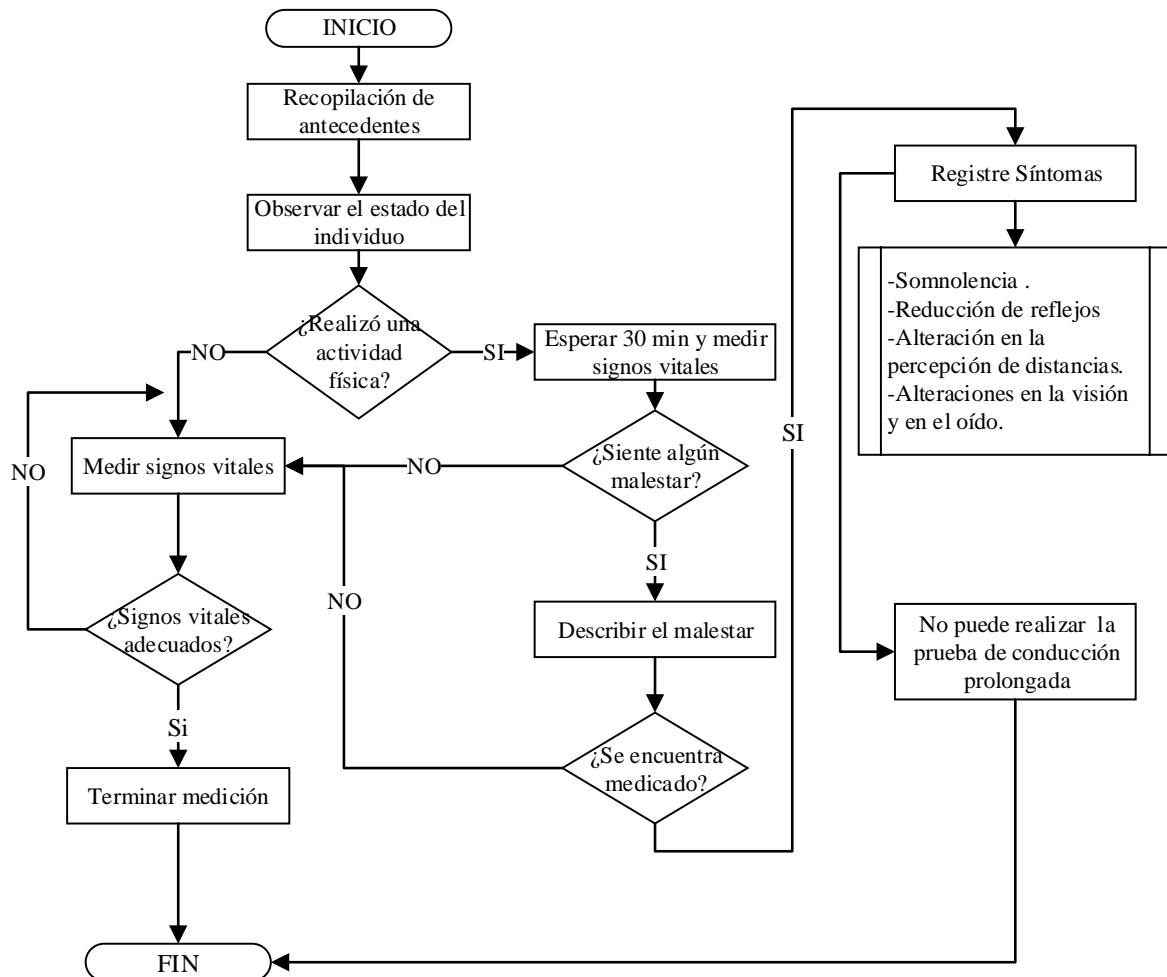 INICIO
Recopilación de
antecedentes
Observar el estado del
individuo
¿Realizó una
actividad
física?
NO
SI
Esperar 30 min y medir
signos vitales
¿Siente algún
malestar?
NO
SI
Medir signos vitales
NO
¿Signos vitales
adecuados?
Si
Terminar medición
Describir el malestar
¿Se encuentra
medicado?
NO
SI
Registre Síntomas
-Somnolencia .
-Reducción de reflejos
-Alteración en la
percepción de distancias.
-Alteraciones en la visión
y en el oído.
No puede realizar la
prueba de conducción
prolongada
FIN